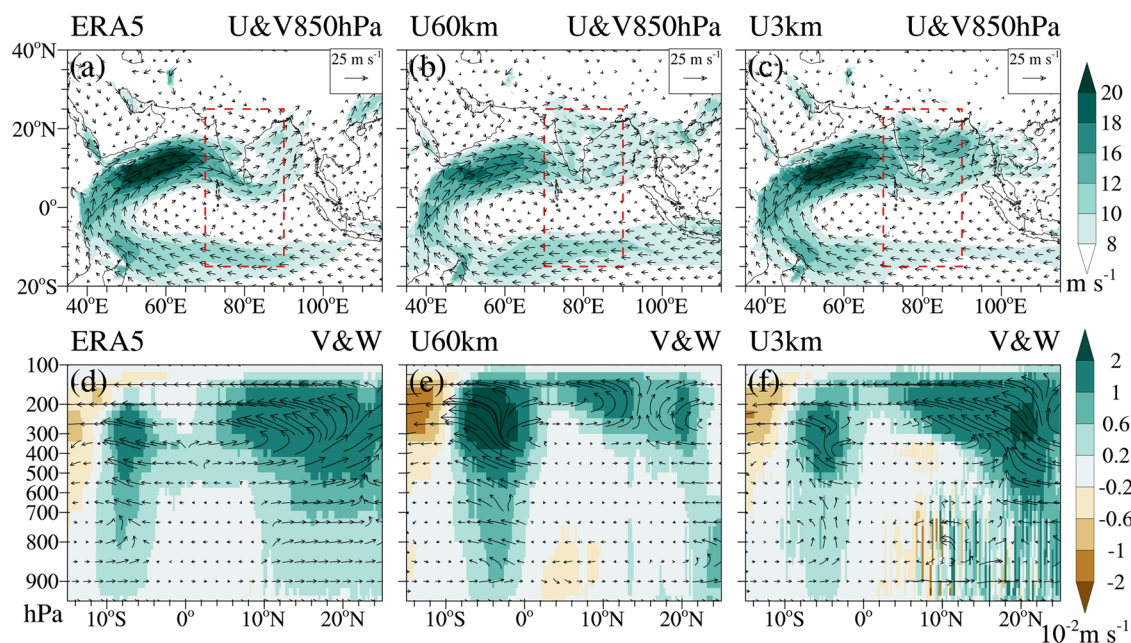 ERA5 U&V850hPa U60km U&V850hPa U3km U&V850hPa
40°N (a) 25 m s⁻¹ (b) 25 m s⁻¹ (c) 25 m s⁻¹
20°N
0°
20°S
40°E 60°E 80°E 100°E 40°E 60°E 80°E 100°E 40°E 60°E 80°E 100°E
20
18
16
14
12
10
8
m s⁻¹
ERA5 V&W U60km V&W U3km V&W
100 (d) (e) (f)
200
300
400
500
600
700
800
900
hPa
10°S 0° 10°N 20°N 10°S 0° 10°N 20°N 10°S 0° 10°N 20°N
2
1
0.6
0.2
-0.2
-0.6
-1
-2
10⁻²m s⁻¹